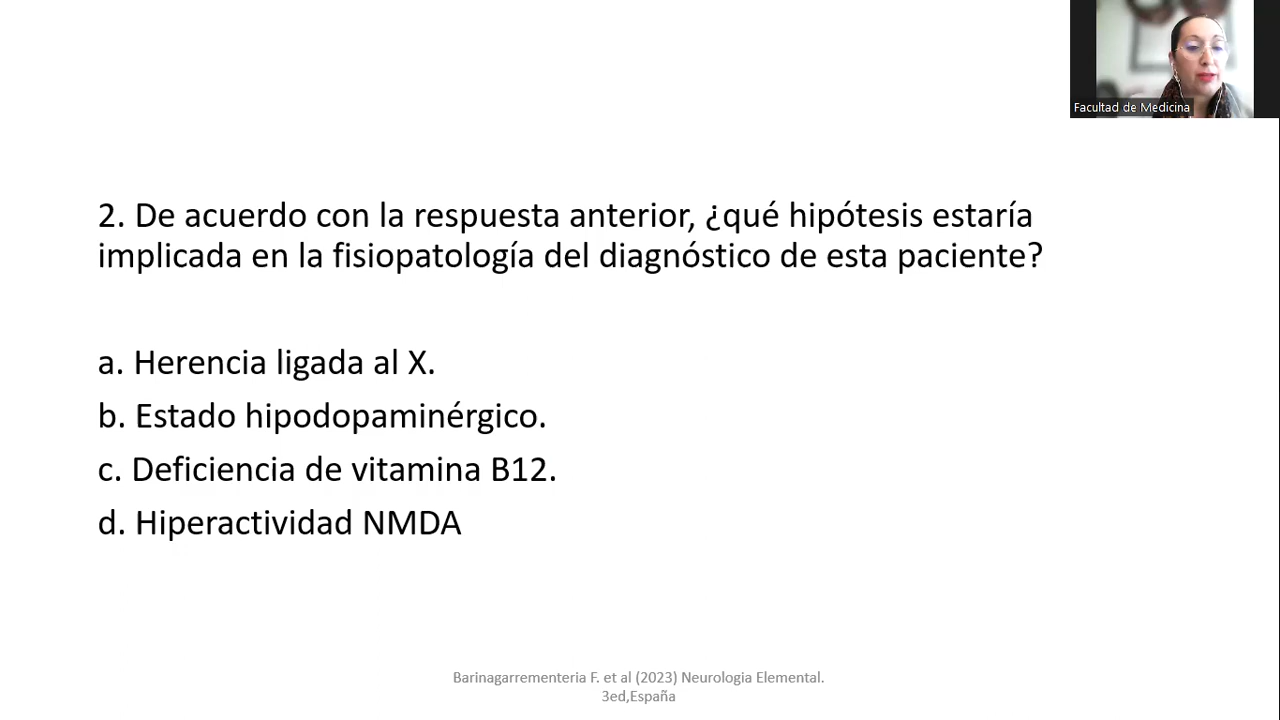 Facultad de Medicina
2. De acuerdo con la respuesta anterior, ¿qué hipótesis estaría
implicada en la fisiopatología del diagnóstico de esta paciente?
a. Herencia ligada al X.
b. Estado hipodopaminérgico.
c. Deficiencia de vitamina B12.
d. Hiperactividad NMDA
Barinagarrementeria F. et al (2023) Neurologia Elemental.
3ed,España